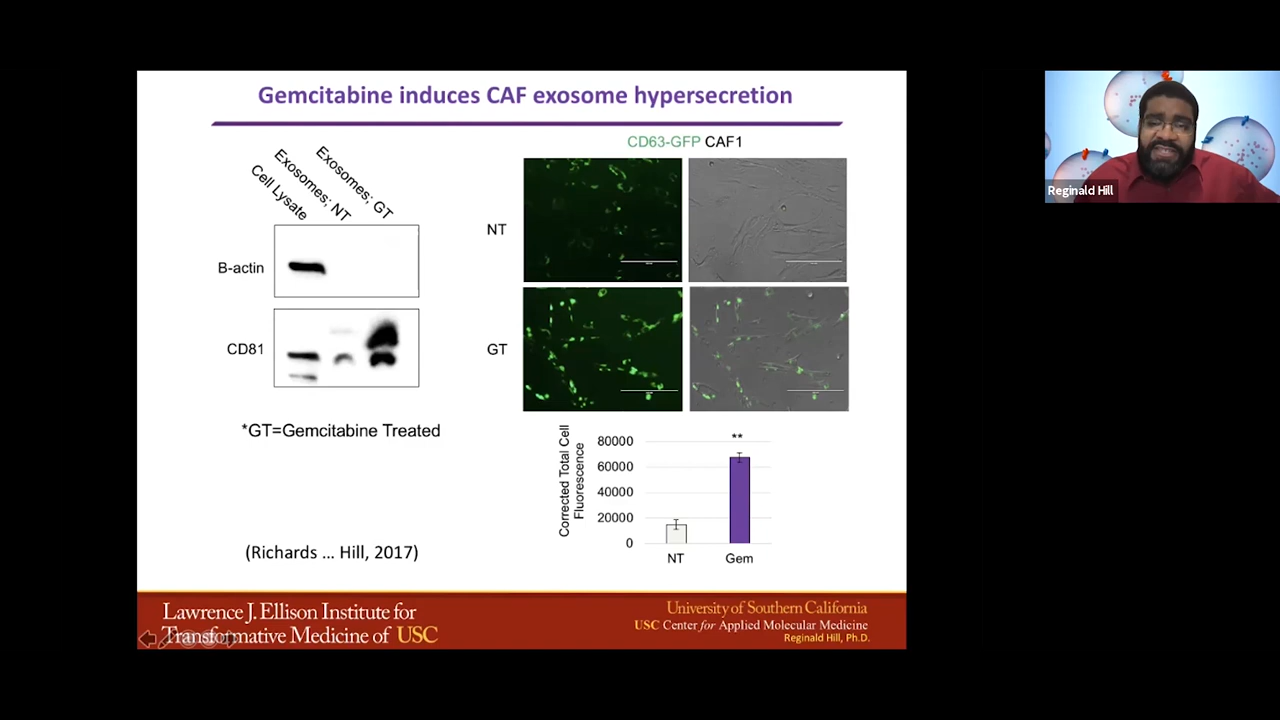 Gemcitabine induces CAF exosome hypersecretion
Exosomes; GT
Exosomes; NT
Cell Lysate
B-actin
CD81
*GT=Gemcitabine Treated
(Richards ... Hill, 2017)
CD63-GFP CAF1
NT
GT
Corrected Total Cell
Fluorescence
80000
60000
40000
20000
0
**
NT
Gem
Lawrence J. Ellison Institute for
Transformative Medicine of USC
University of Southern California
USC Center for Applied Molecular Medicine
Reginald Hill, Ph.D.
Reginald Hill